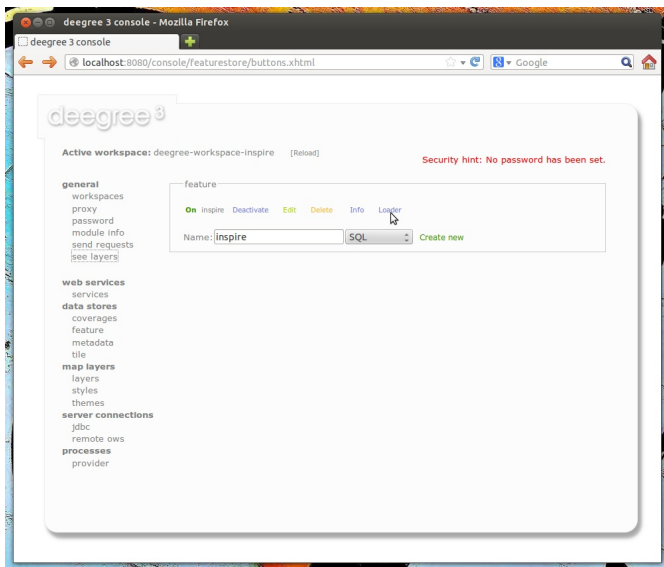 deegree 3 console - Mozilla Firefox
deegree 3 console
localhost:8080/console/featurestore/buttons.xhtml
Google
deegree 3
Active workspace: deegree-workspace-inspire [Reload]
Security hint: No password has been set.
general
workspaces
proxy
password
module info
send requests
see layers
web services
services
data stores
coverages
feature
metadata
tile
map layers
layers
styles
themes
server connections
jdbc
remote ows
processes
provider
feature
On inspire Deactivate Edit Delete Info Loader
Name: inspire SQL Create new